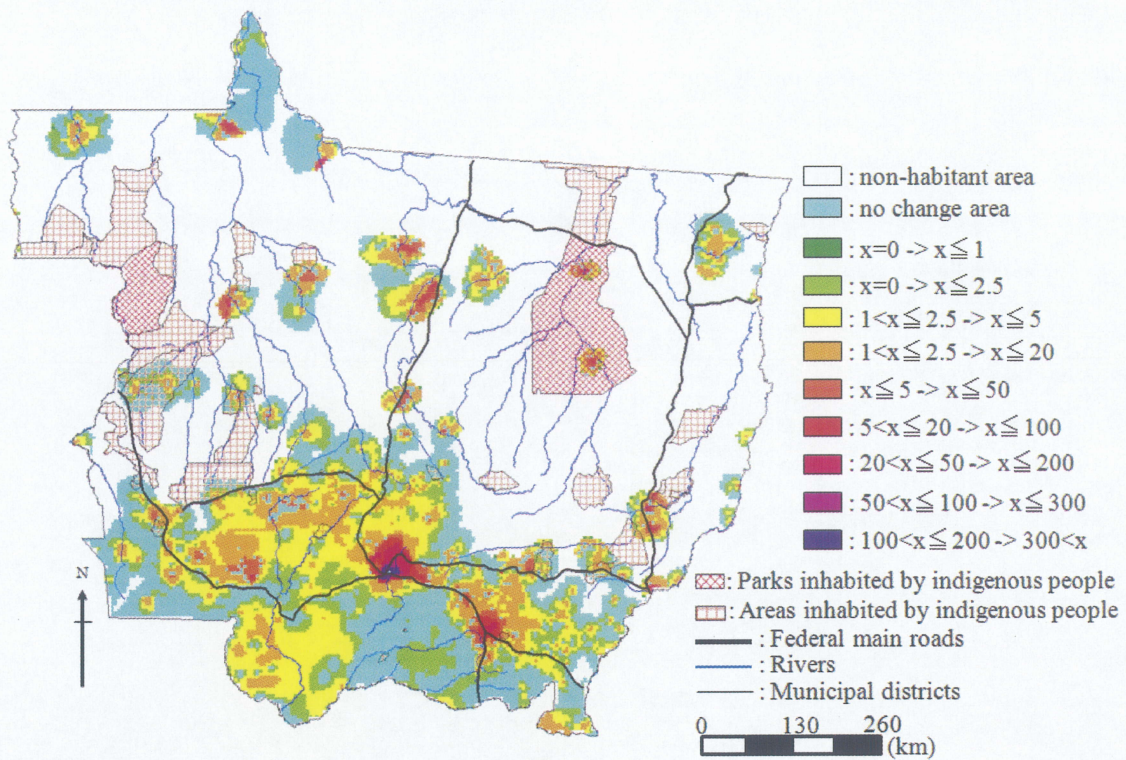 : non-habitant area
: no change area
: x=0 -> x≦1
: x=0 -> x≦2.5
: 1<x≦2.5 -> x≦5
: 1<x≦2.5 -> x≦20
: x≦5 -> x≦50
: 5<x≦20 -> x≦100
: 20<x≦50 -> x≦200
: 50<x≦100 -> x≦300
: 100<x≦200 -> 300<x
N
: Parks inhabited by indigenous people
: Areas inhabited by indigenous people
: Federal main roads
: Rivers
: Municipal districts
0 130 260
(km)